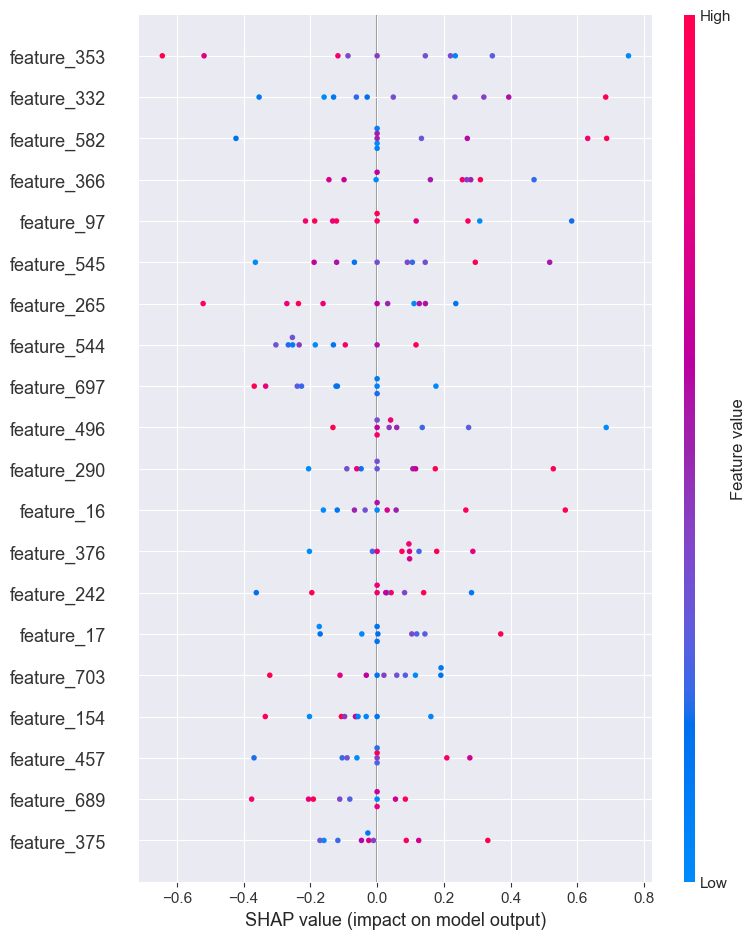 High
feature_353
feature_332
feature_582
feature_366
feature_97
feature_545
feature_265
feature_544
feature_697
feature_496
feature_290
feature_16
feature_376
feature_242
feature_17
feature_703
feature_154
feature_457
feature_689
feature_375
Feature value
Low
−0.6 −0.4 −0.2 0.0 0.2 0.4 0.6 0.8
SHAP value (impact on model output)